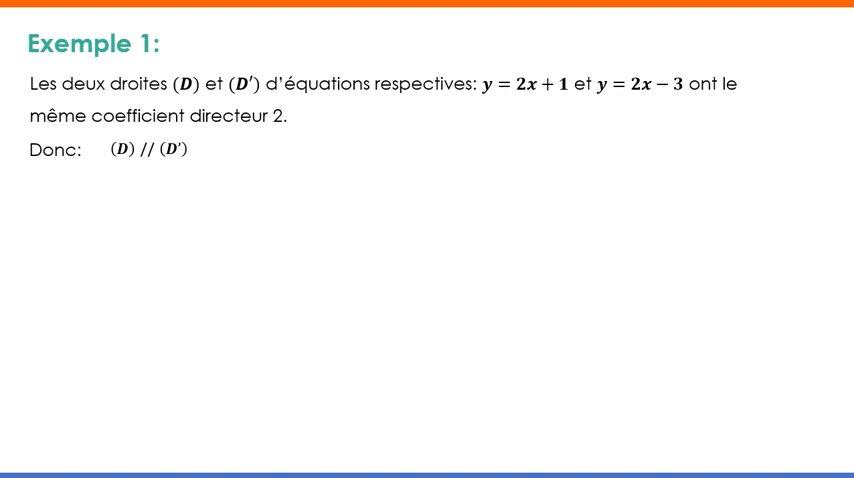 Exemple 1:
Les deux droites (D) et (D′) d’équations respectives: y = 2x + 1 et y = 2x − 3 ont le
même coefficient directeur 2.
Donc: (D) // (D′)